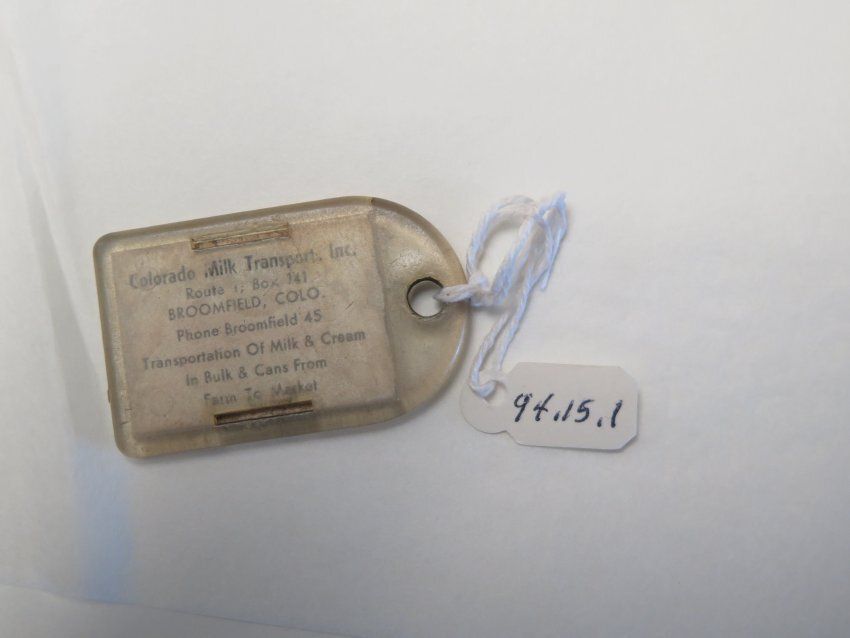 Colorado Milk Transport, Inc.
Route 1, Box 141
BROOMFIELD, COLO.
Phone Broomfield 45
Transportation Of Milk & Cream
In Bulk & Cans From
Farm To Market
94.15.1